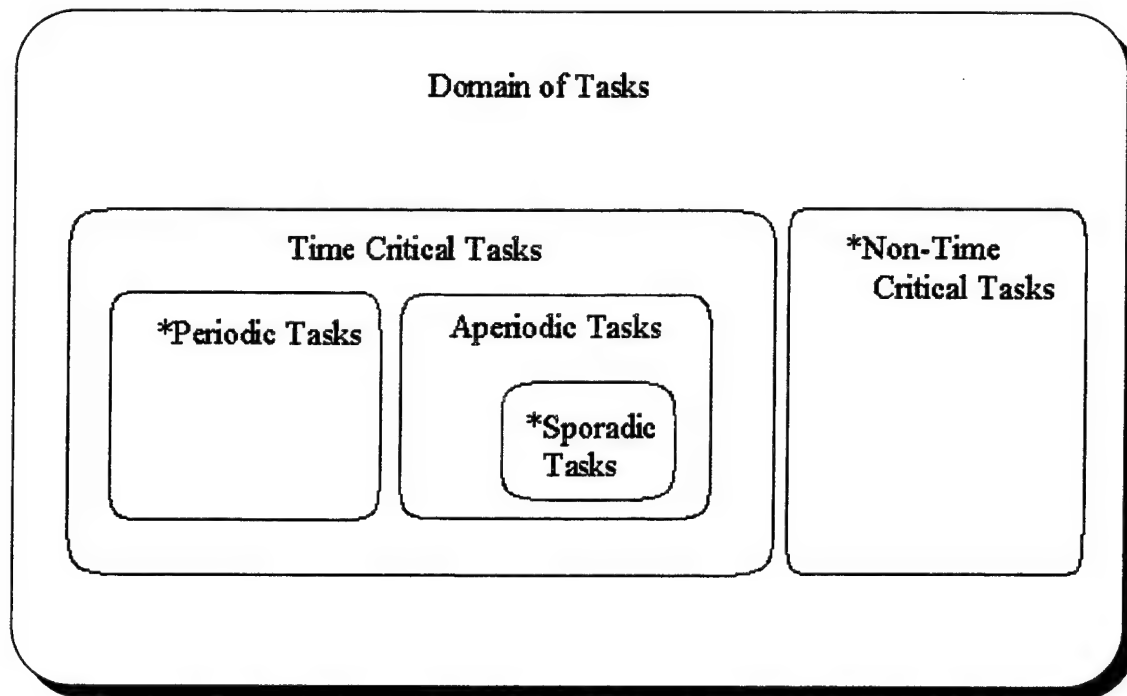 Domain of Tasks
Time Critical Tasks
*Non-Time
Critical Tasks
*Periodic Tasks
Aperiodic Tasks
*Sporadic
Tasks